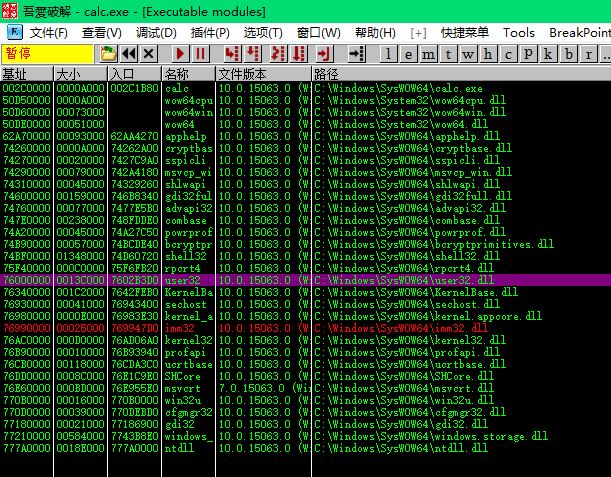 吾爱破解 - calc.exe - [Executable modules]
文件(F) 查看(V) 调试(D) 插件(P) 选项(T) 窗口(W) 帮助(H) [+] 快捷菜单 Tools BreakPoint
暂停 l e m t w h c p k b r
基址 大小 入口 名称 文件版本 路径
002C0000 0000A000 002C1B80 calc 10.0.15063.0 (W C:\Windows\SysWOW64\calc.exe
50D50000 0000A000 wow64cpu 10.0.15063.0 (W C:\Windows\System32\wow64cpu.dll
50D60000 00073000 wow64win 10.0.15063.0 (W C:\Windows\System32\wow64win.dll
50DE0000 00051000 wow64 10.0.15063.0 (W C:\Windows\System32\wow64.dll
62A70000 00093000 62AA4270 apphelp 10.0.15063.0 (W C:\Windows\SysWOW64\apphelp.dll
74260000 0000A000 74262A00 cryptbas 10.0.15063.0 (W C:\Windows\SysWOW64\cryptbase.dll
74270000 00020000 7427C9A0 sspicli 10.0.15063.0 (W C:\Windows\SysWOW64\sspicli.dll
74290000 00079000 742A4180 msvcp_wi 10.0.15063.0 (W C:\Windows\SysWOW64\msvcp_win.dll
74310000 00045000 74329260 shlwapi 10.0.15063.0 (W C:\Windows\SysWOW64\shlwapi.dll
74600000 00159000 746B8340 gdi32ful 10.0.15063.0 (W C:\Windows\SysWOW64\gdi32full.dll
74760000 00077000 7477E5B0 advapi32 10.0.15063.0 (W C:\Windows\SysWOW64\advapi32.dll
747E0000 00238000 748FDDE0 combase 10.0.15063.0 (W C:\Windows\SysWOW64\combase.dll
74A20000 00045000 74A27C50 powrprof 10.0.15063.0 (W C:\Windows\SysWOW64\powrprof.dll
74B90000 00057000 74BCDE40 bcryptpr 10.0.15063.0 (W C:\Windows\SysWOW64\bcryptprimitives.dll
74BF0000 01348000 74D60720 shell32 10.0.15063.0 (W C:\Windows\SysWOW64\shell32.dll
75F40000 000C0000 75F6FB20 rpcrt4 10.0.15063.0 (W C:\Windows\SysWOW64\rpcrt4.dll
76000000 0013C000 7602B3D0 user32 10.0.15063.0 (W C:\Windows\SysWOW64\user32.dll
76340000 001C2000 7642FEB0 KernelBa 10.0.15063.0 (W C:\Windows\SysWOW64\KernelBase.dll
76930000 00041000 76943400 sechost 10.0.15063.0 (W C:\Windows\SysWOW64\sechost.dll
76980000 0000E000 76983E30 kernel_a 10.0.15063.0 (W C:\Windows\SysWOW64\kernel.appcore.dll
76990000 00025000 769947D0 imm32 10.0.15063.0 (W C:\Windows\SysWOW64\imm32.dll
76AC0000 000D0000 76AD06A0 kernel32 10.0.15063.0 (W C:\Windows\SysWOW64\kernel32.dll
76B90000 00010000 76B93940 profapi 10.0.15063.0 (W C:\Windows\SysWOW64\profapi.dll
76CB0000 00118000 76CDA3C0 ucrtbase 10.0.15063.0 (W C:\Windows\SysWOW64\ucrtbase.dll
76DD0000 0008C000 76E1C9E0 SHCore 10.0.15063.0 (W C:\Windows\SysWOW64\SHCore.dll
76E60000 000BD000 76E955E0 msvcrt 7.0.15063.0 (Wi C:\Windows\SysWOW64\msvcrt.dll
770B0000 00016000 770B0000 win32u 10.0.15063.0 (W C:\Windows\SysWOW64\win32u.dll
770D0000 00039000 770DEBD0 cfgmgr32 10.0.15063.0 (W C:\Windows\SysWOW64\cfgmgr32.dll
77180000 00021000 77186900 gdi32 10.0.15063.0 (W C:\Windows\SysWOW64\gdi32.dll
77210000 00584000 7743B8E0 windows_ 10.0.15063.0 (W C:\Windows\SysWOW64\windows.storage.dll
777A0000 0018E000 ntdll 10.0.15063.0 (W C:\Windows\SysWOW64\ntdll.dll